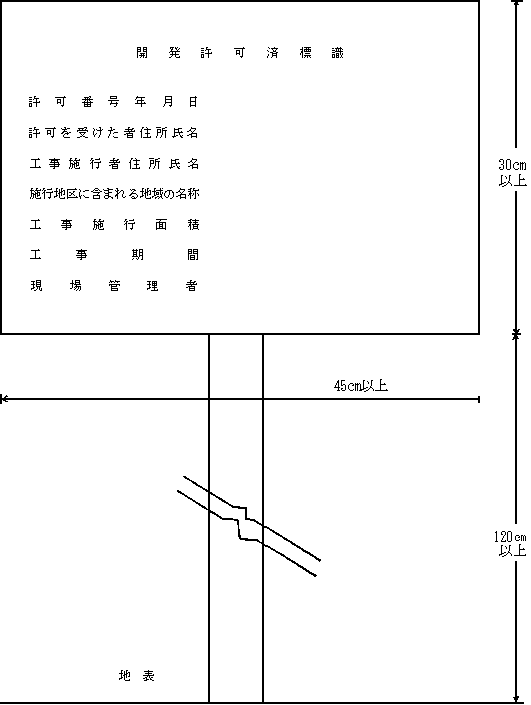 開発許可済標識
許可番号年月日
許可を受けた者住所氏名
工事施行者住所氏名
施行地区に含まれる地域の名称
工事施行面積
工事期間
現場管理者
30cm
以上
45cm以上
120cm
以上
地表